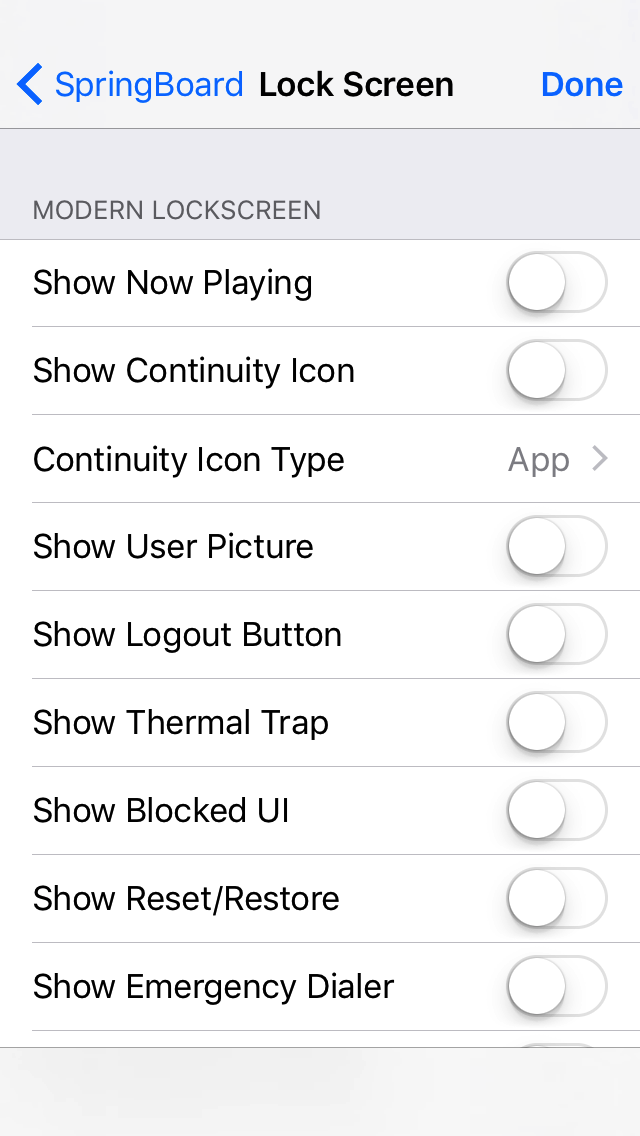 SpringBoard Lock Screen Done
MODERN LOCKSCREEN
Show Now Playing
Show Continuity Icon
Continuity Icon Type App
Show User Picture
Show Logout Button
Show Thermal Trap
Show Blocked UI
Show Reset/Restore
Show Emergency Dialer